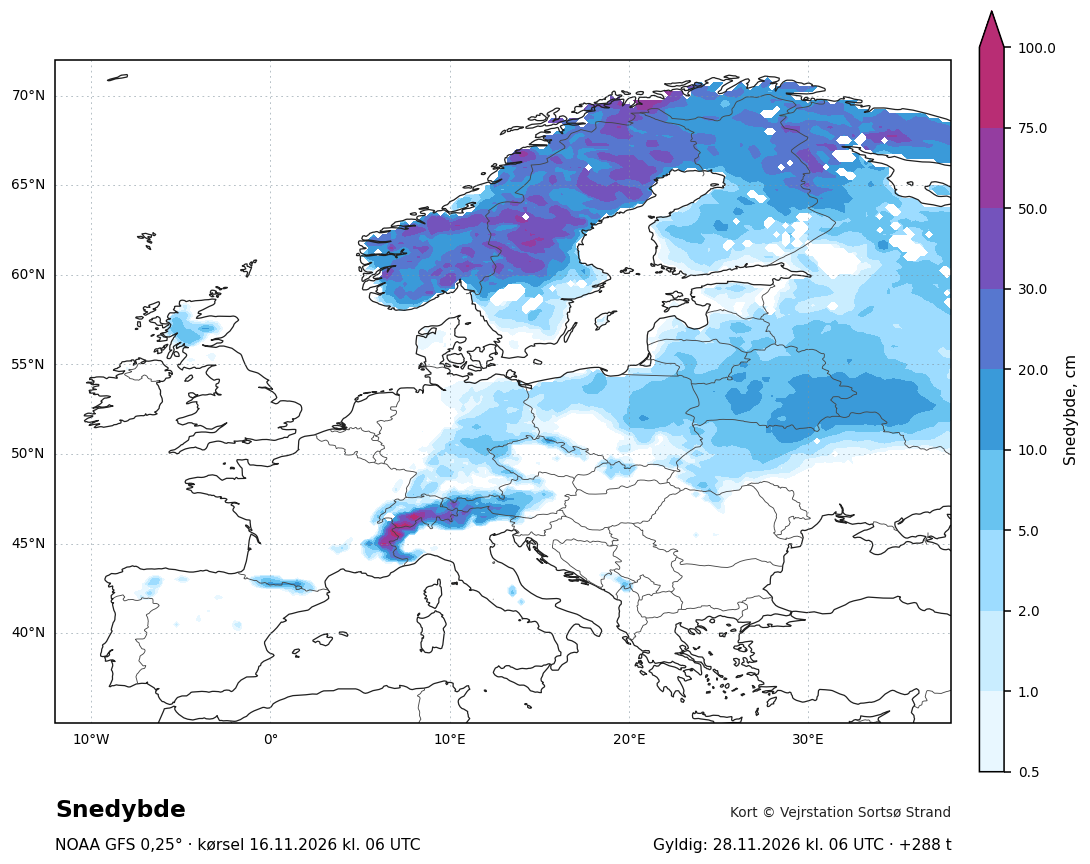 70°N
65°N
60°N
55°N
50°N
45°N
40°N
10°W
0°
10°E
20°E
30°E
100.0
75.0
50.0
30.0
20.0
10.0
5.0
2.0
1.0
0.5
Snedybde, cm
Snedybde
Kort © Vejrstation Sortsø Strand
NOAA GFS 0,25° · kørsel 16.11.2026 kl. 06 UTC
Gyldig: 28.11.2026 kl. 06 UTC · +288 t